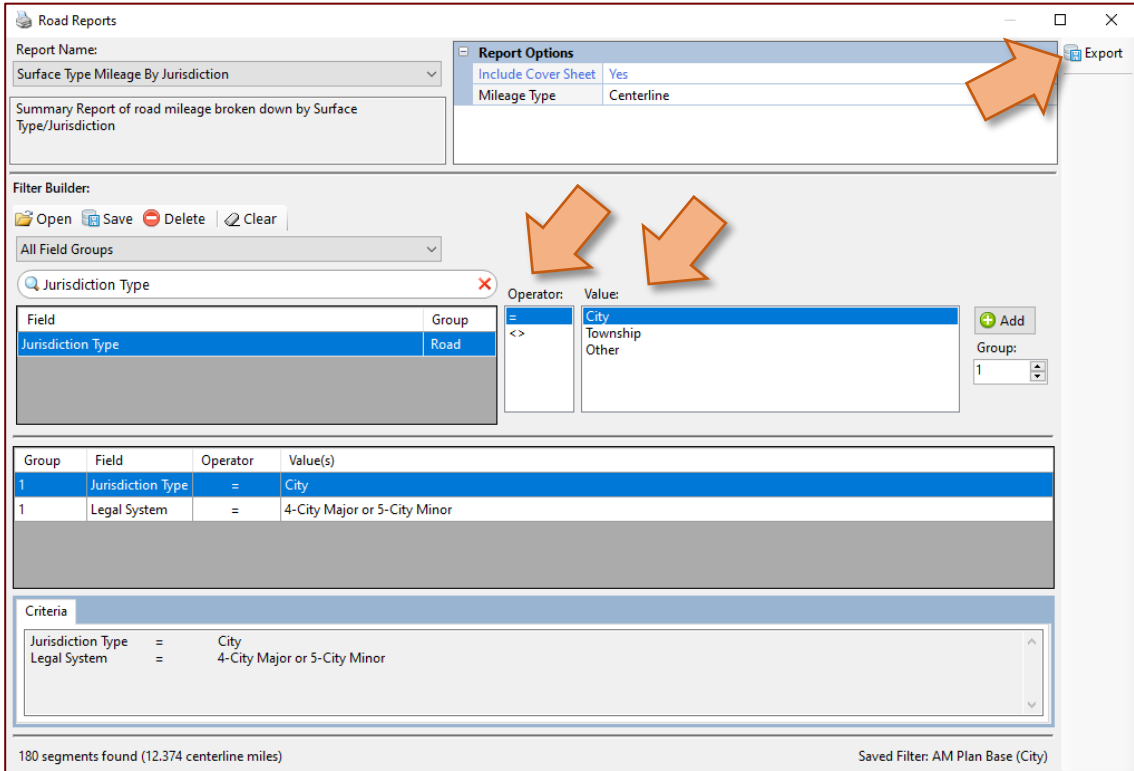 Road Reports
Report Name:
Surface Type Mileage By Jurisdiction
Summary Report of road mileage broken down by Surface
Type/Jurisdiction
Report Options
Include Cover Sheet Yes
Mileage Type Centerline
Export
Filter Builder:
Open Save Delete Clear
All Field Groups
Jurisdiction Type
Field Group
Jurisdiction Type Road
Operator:
=
<>
Value:
City
Township
Other
Add
Group:
1
Group Field Operator Value(s)
1 Jurisdiction Type = City
1 Legal System = 4-City Major or 5-City Minor
Criteria
Jurisdiction Type = City
Legal System = 4-City Major or 5-City Minor
180 segments found (12.374 centerline miles) Saved Filter: AM Plan Base (City)